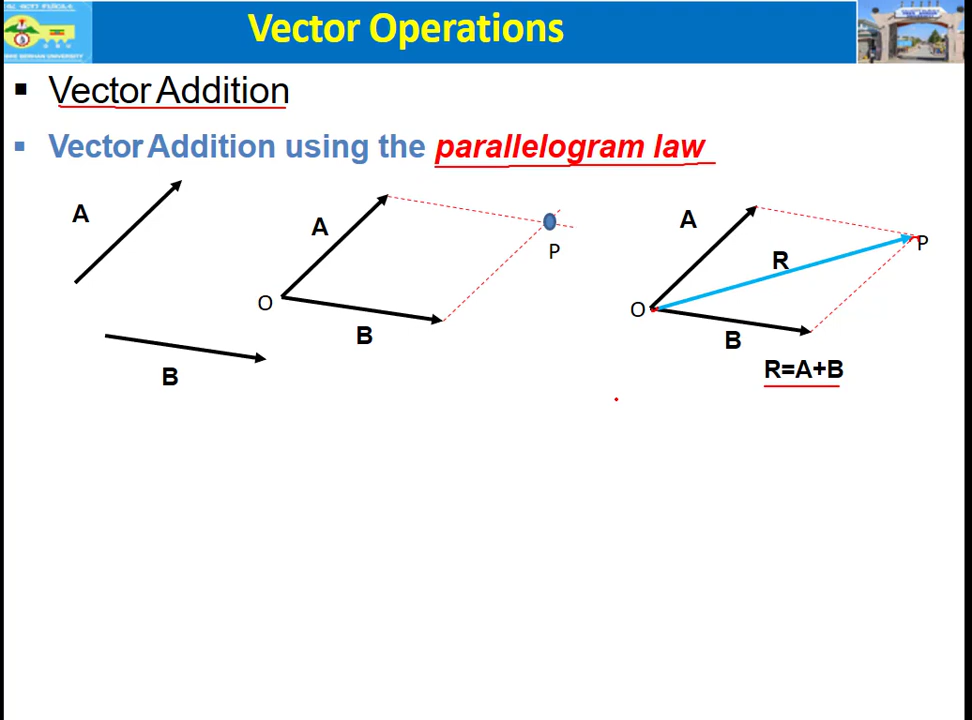 Vector Operations
Vector Addition
Vector Addition using the parallelogram law
A
B
A
O
B
P
A
R
P
O
B
R=A+B